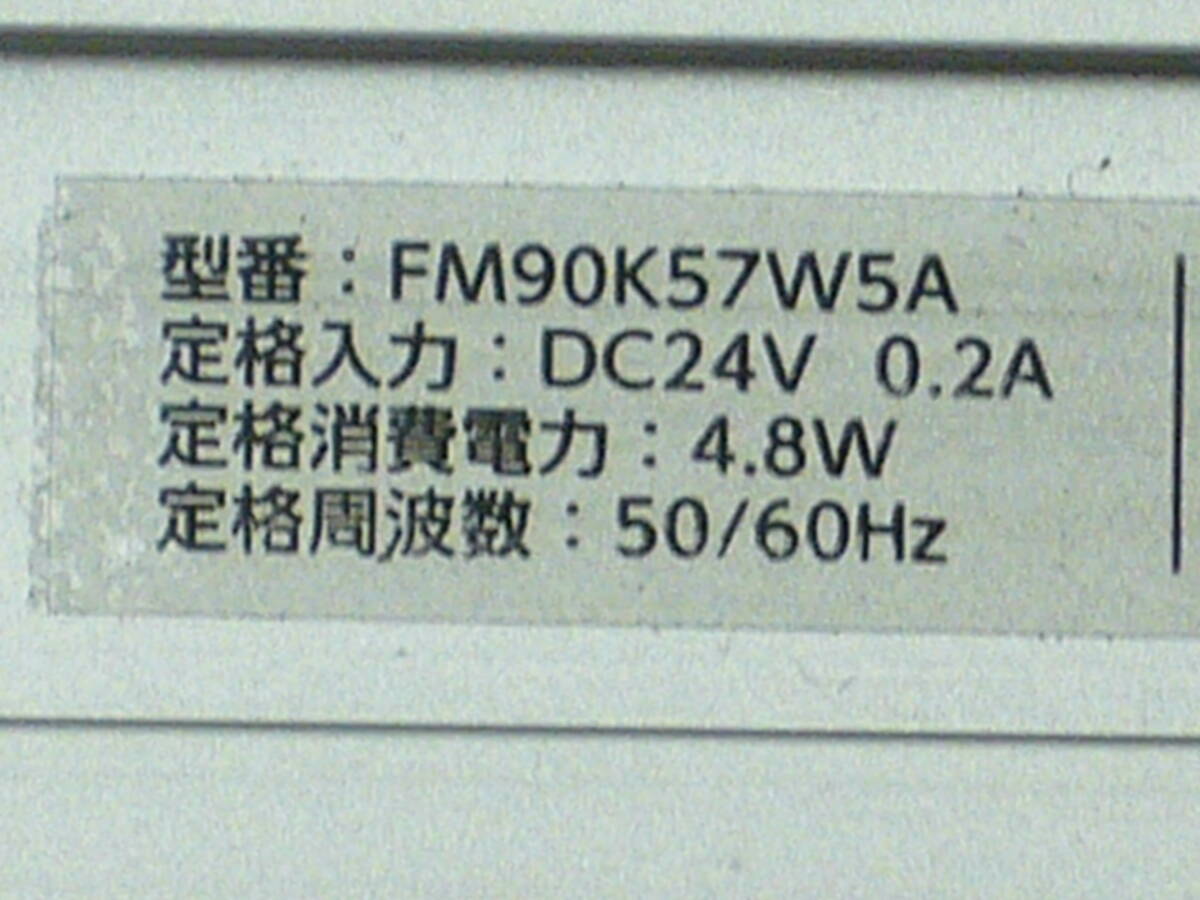 型番：FM90K57W5A
定格入力：DC24V 0.2A
定格消費電力：4.8W
定格周波数：50/60Hz